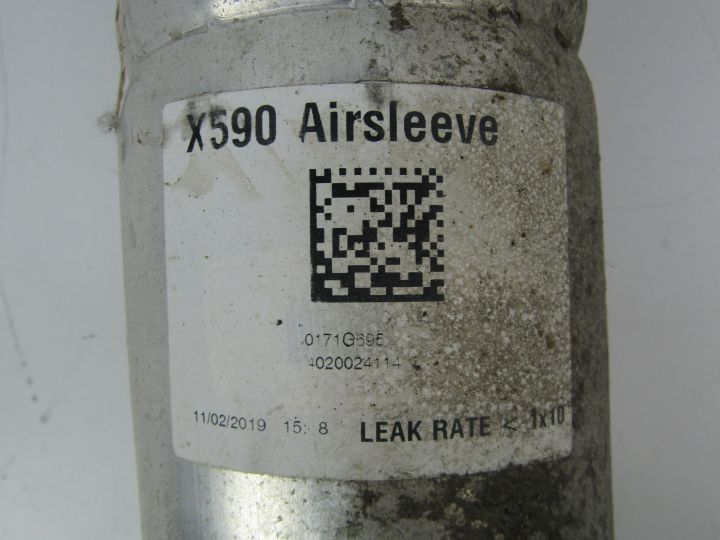 X590 Airsleeve
0171G695
4020024114
11/02/2019 15: 8 LEAK RATE < 1x10